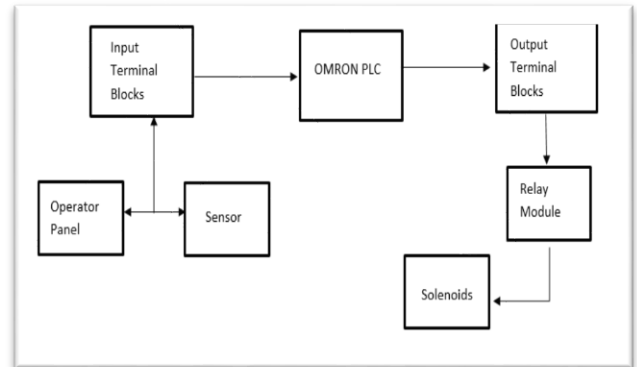 Input
Terminal
Blocks
OMRON PLC
Output
Terminal
Blocks
Operator
Panel
Sensor
Relay
Module
Solenoids